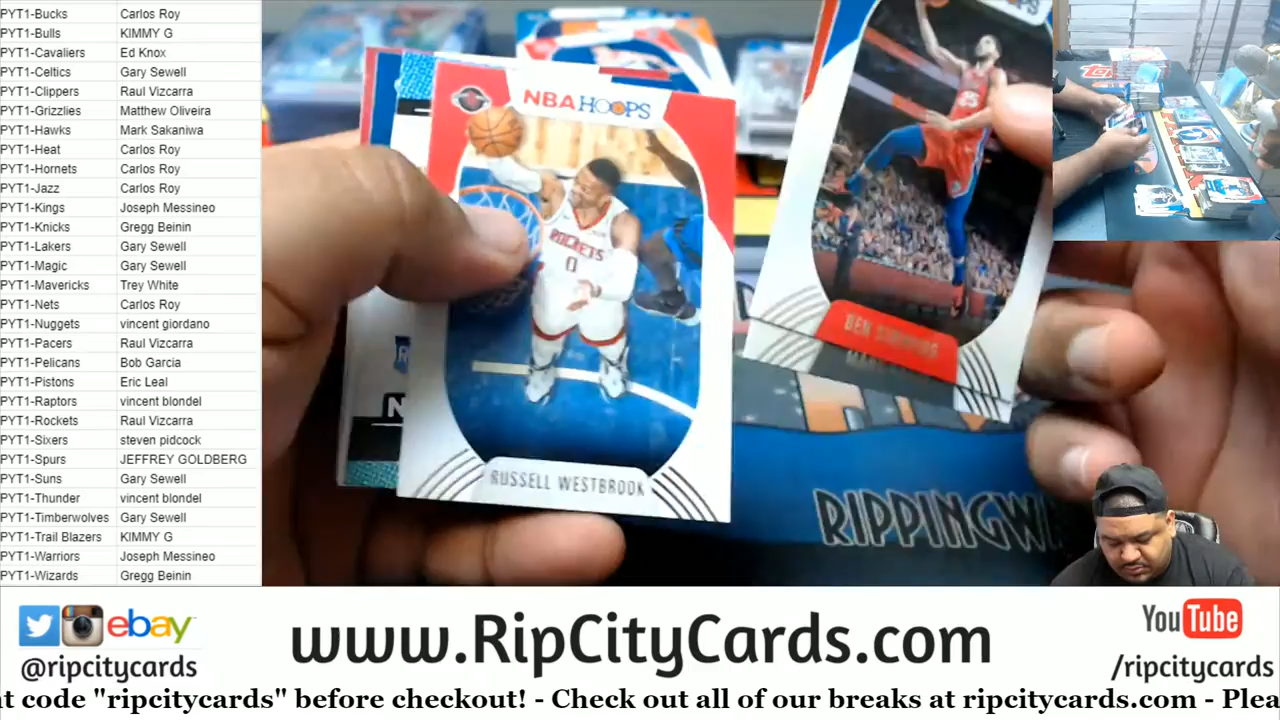 PYT1-Bucks Carlos Roy
PYT1-Bulls KIMMY G
PYT1-Cavaliers Ed Knox
PYT1-Celtics Gary Sewell
PYT1-Clippers Raul Vizcarra
PYT1-Grizzlies Matthew Oliveira
PYT1-Hawks Mark Sakaniwa
PYT1-Heat Carlos Roy
PYT1-Hornets Carlos Roy
PYT1-Jazz Carlos Roy
PYT1-Kings Joseph Messineo
PYT1-Knicks Gregg Beinin
PYT1-Lakers Gary Sewell
PYT1-Magic Gary Sewell
PYT1-Mavericks Trey White
PYT1-Nets Carlos Roy
PYT1-Nuggets vincent giordano
PYT1-Pacers Raul Vizcarra
PYT1-Pelicans Bob Garcia
PYT1-Pistons Eric Leal
PYT1-Raptors vincent blondel
PYT1-Rockets Raul Vizcarra
PYT1-Sixers steven pidcock
PYT1-Spurs JEFFREY GOLDBERG
PYT1-Suns Gary Sewell
PYT1-Thunder vincent blondel
PYT1-Timberwolves Gary Sewell
PYT1-Trail Blazers KIMMY G
PYT1-Warriors Joseph Messineo
PYT1-Wizards Gregg Beinin
NBA HOOPS
ROCKETS
0
RUSSELL WESTBROOK
BEN SIMMONS
25
RIPPINGW
ebay
@ripcitycards
www.RipCityCards.com
YouTube
/ripcitycards
t code "ripcitycards" before checkout! - Check out all of our breaks at ripcitycards.com - Plea